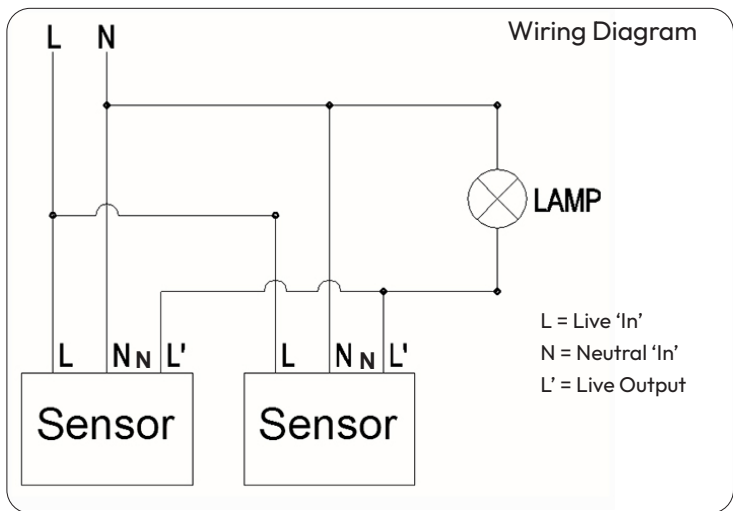 Wiring Diagram
L N
LAMP
L = Live ‘In’
N = Neutral ‘In’
L’ = Live Output
L N N L' L N N L'
Sensor Sensor